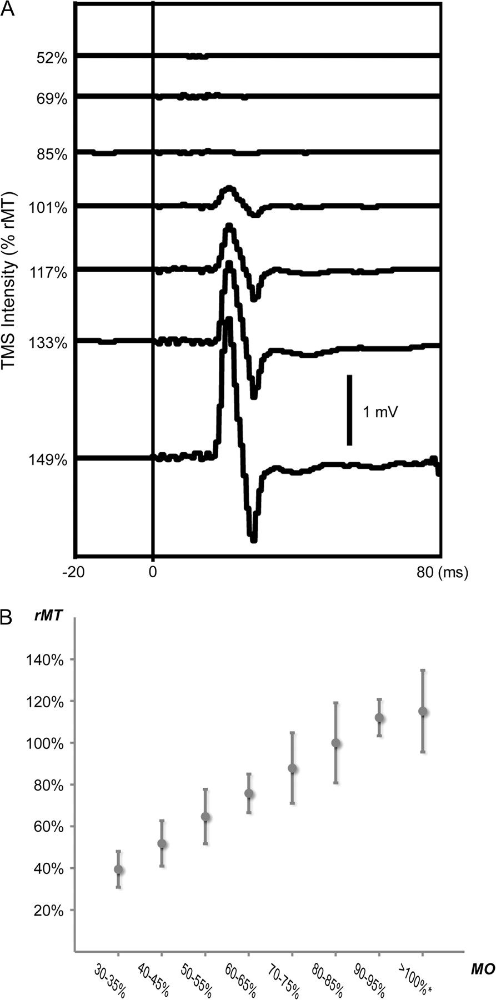 A
TMS Intensity (% rMT)
52%
69%
85%
101%
117%
133%
149%
1 mV
-20 0 80 (ms)
B
rMT
140%
120%
100%
80%
60%
40%
20%
30-35% 40-45% 50-55% 60-65% 70-75% 80-85% 90-95% >100%*
MO